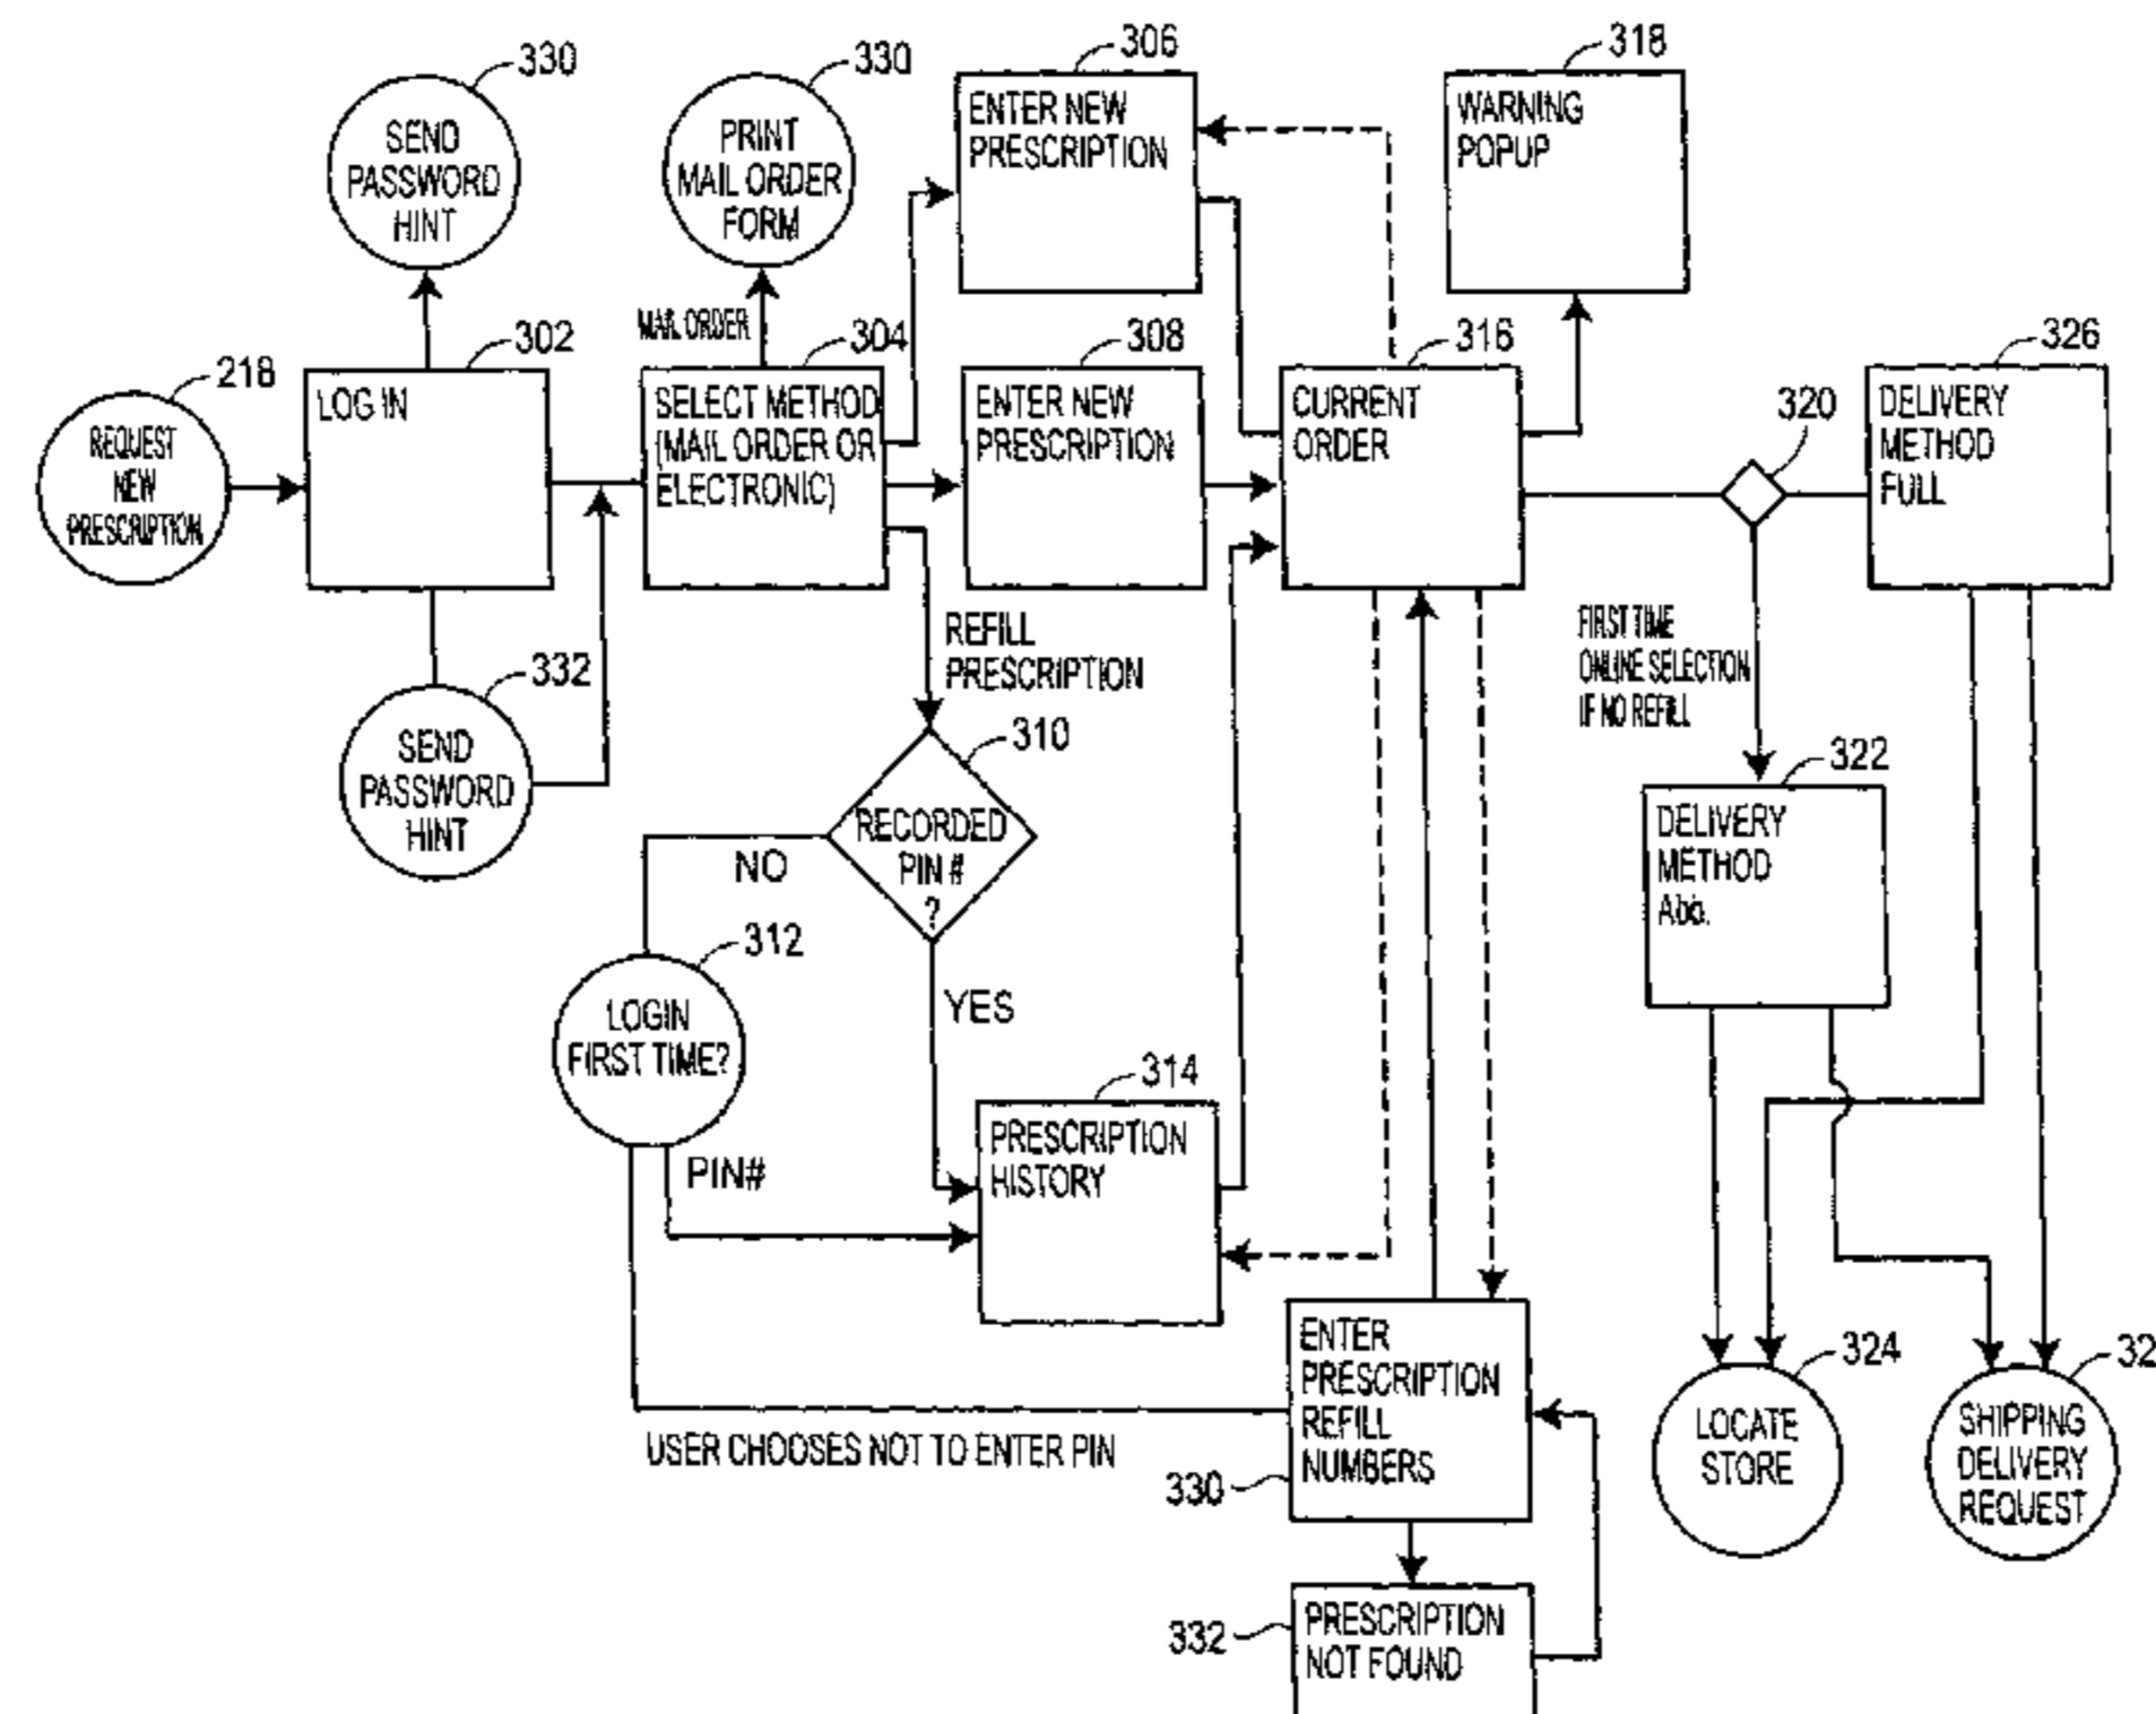 330
SEND
PASSWORD
HINT
330
PRINT
MAIL ORDER
FORM
306
ENTER NEW
PRESCRIPTION
318
WARNING
POPUP
218
REQUEST
NEW
PRESCRIPTION
302
LOG IN
MAIL ORDER
304
SELECT METHOD
(MAIL ORDER OR
ELECTRONIC)
308
ENTER NEW
PRESCRIPTION
316
CURRENT
ORDER
320
326
DELIVERY
METHOD
FULL
332
SEND
PASSWORD
HINT
REFILL
PRESCRIPTION
310
RECORDED
PIN #
?
NO
YES
FIRST TIME
ONLINE SELECTION
IF NO REFILL
322
DELIVERY
METHOD
Abb.
312
LOGIN
FIRST TIME?
PIN#
314
PRESCRIPTION
HISTORY
USER CHOOSES NOT TO ENTER PIN
ENTER
PRESCRIPTION
REFILL
NUMBERS
330
324
LOCATE
STORE
32
SHIPPING
DELIVERY
REQUEST
332
PRESCRIPTION
NOT FOUND